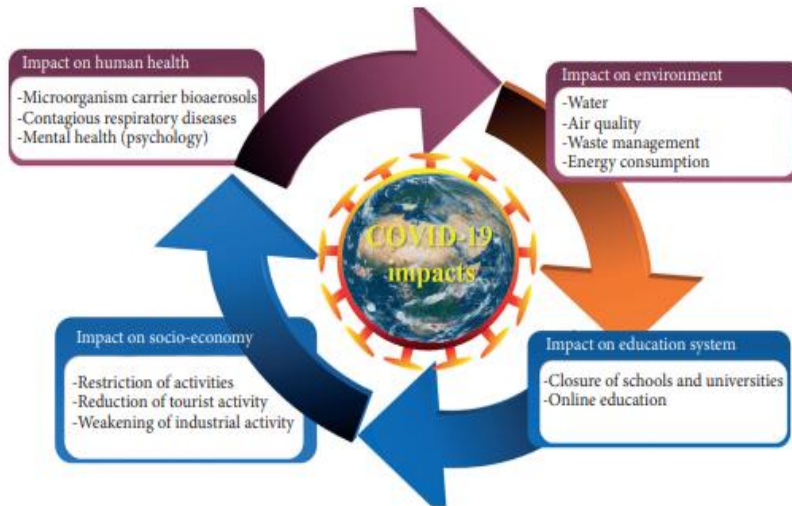 Impact on human health
-Microorganism carrier bioaerosols
-Contagious respiratory diseases
-Mental health (psychology)
Impact on environment
-Water
-Air quality
-Waste management
-Energy consumption
COVID-19
impacts
Impact on socio-economy
-Restriction of activities
-Reduction of tourist activity
-Weakening of industrial activity
Impact on education system
-Closure of schools and universities
-Online education